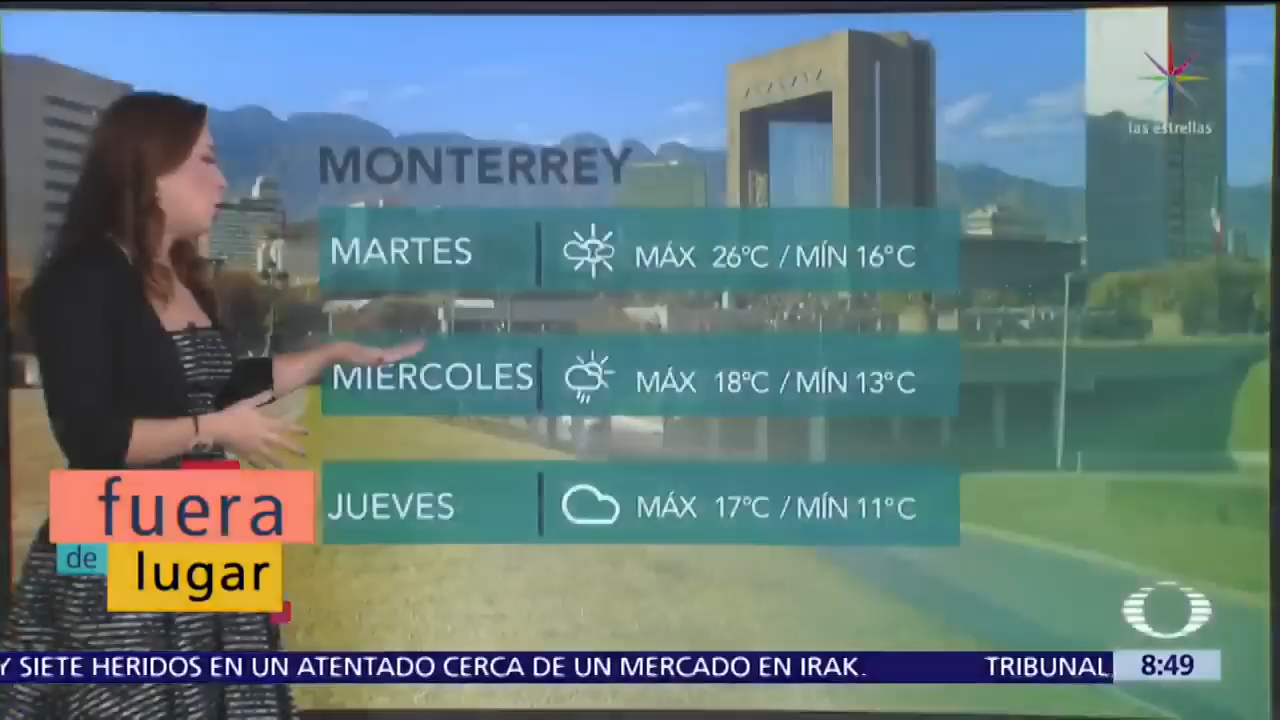 las estrellas
MONTERREY
MARTES MÁX 26°C / MÍN 16°C
MIÉRCOLES MÁX 18°C / MÍN 13°C
JUEVES MÁX 17°C / MÍN 11°C
fuera
de lugar
Y SIETE HERIDOS EN UN ATENTADO CERCA DE UN MERCADO EN IRAK. TRIBUNAL 8:49